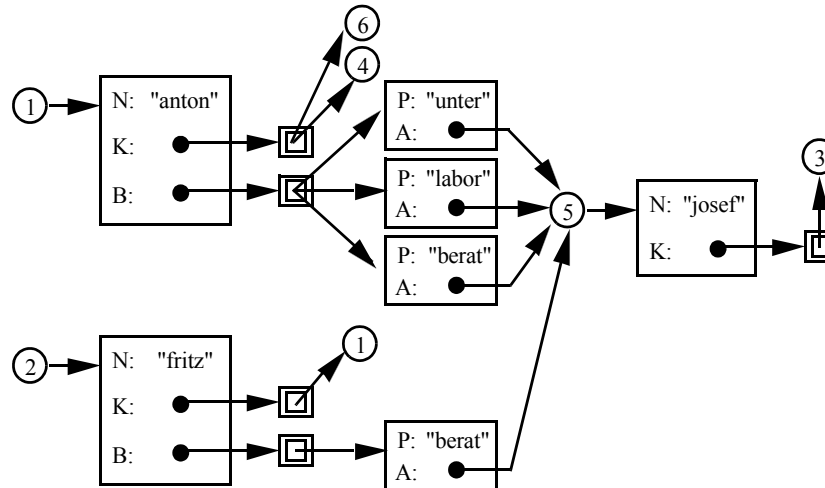 6
4
1
N: "anton"
K:
B:
P: "unter"
A:
P: "labor"
A:
P: "berat"
A:
5
N: "josef"
K:
3
2
N: "fritz"
K:
B:
1
P: "berat"
A: